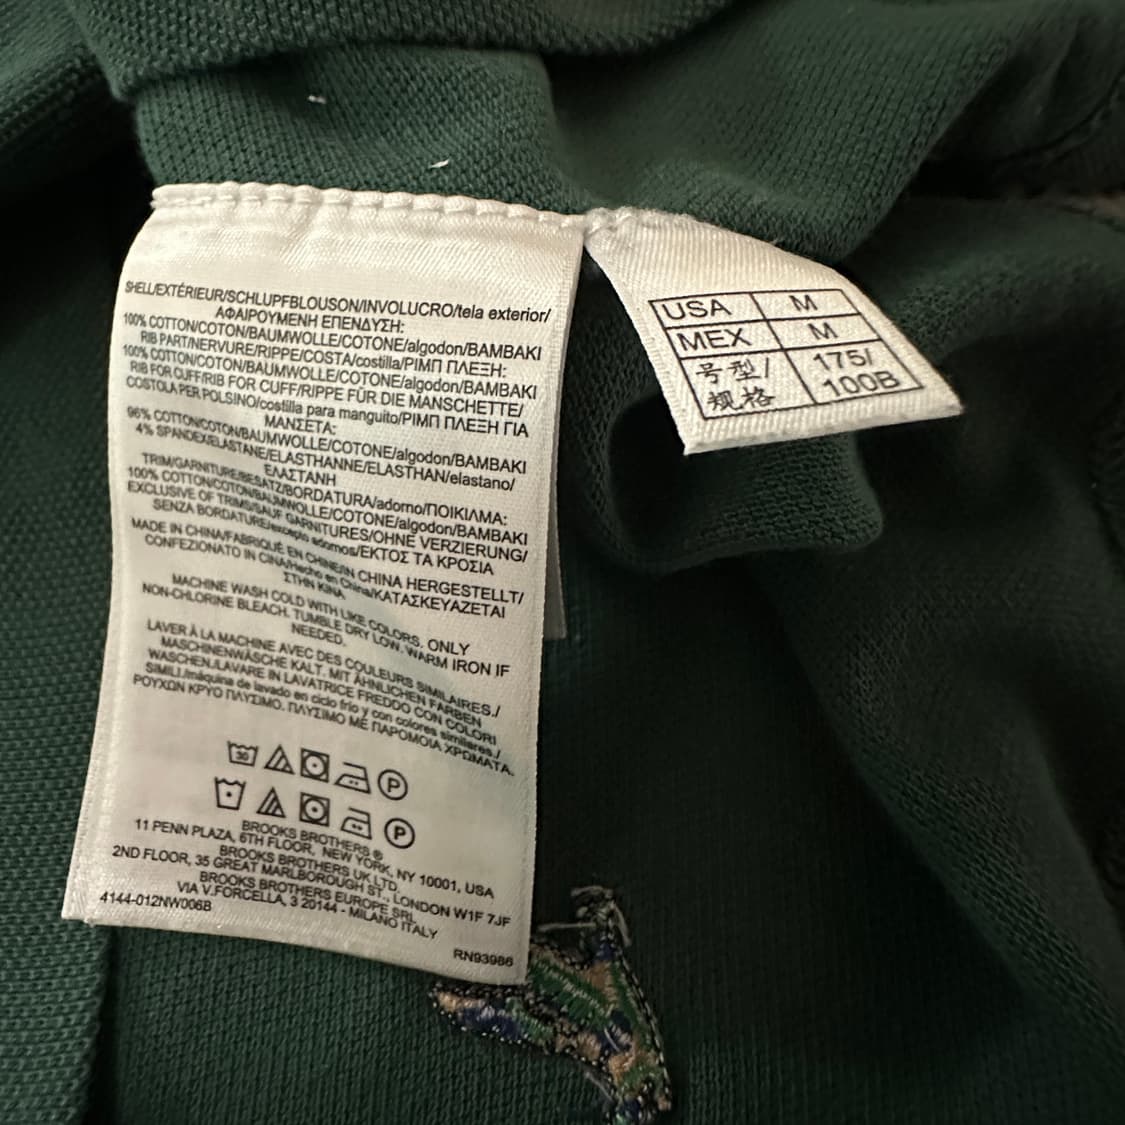 SHELL/EXTÉRIEUR/SCHLUPFBLOUSON/INVOLUCRO/tela exterior/
ΑΦΑΙΡΟΥΜΕΝΗ ΕΠΕΝΔΥΣΗ:
100% COTTON/COTON/BAUMWOLLE/COTONE/algodon/BAMBAKI
RIB PART/NERVURE/RIPPE/COSTA/costilla/ΡΙΜΠ ΠΛΕΞΗ:
100% COTTON/COTON/BAUMWOLLE/COTONE/algodon/BAMBAKI
RIB FOR CUFF/RIB FOR CUFF/RIPPE FÜR DIE MANSCHETTE/
COSTOLA PER POLSINO/costilla para manguito/ΡΙΜΠ ΠΛΕΞΗ ΓΙΑ
ΜΑΝΣΕΤΑ:
96% COTTON/COTON/BAUMWOLLE/COTONE/algodon/BAMBAKI
4% SPANDEX/ELASTANE/ELASTHANNE/ELASTHAN/elastano/
ΕΛΑΣΤΑΝΗ
TRIM/GARNITURE/BESATZ/BORDATURA/adorno/ΠΟΙΚΙΛΜΑ:
100% COTTON/COTON/BAUMWOLLE/COTONE/algodon/BAMBAKI
EXCLUSIVE OF TRIMS/SAUF GARNITURES/OHNE VERZIERUNG/
SENZA BORDATURE/excepto adornos/ΕΚΤΟΣ ΤΑ ΚΡΟΣΙΑ
MADE IN CHINA/FABRIQUÉ EN CHINE/IN CHINA HERGESTELLT/
CONFEZIONATO IN CINA/Hecho en China/ΚΑΤΑΣΚΕΥΑΖΕΤΑΙ
ΣΤΗΝ ΚΙΝΑ
MACHINE WASH COLD WITH LIKE COLORS. ONLY
NON-CHLORINE BLEACH. TUMBLE DRY LOW. WARM IRON IF
NEEDED.
LAVER À LA MACHINE AVEC DES COULEURS SIMILAIRES./
MASCHINENWÄSCHE KALT. MIT ÄHNLICHEN FARBEN
WASCHEN./LAVARE IN LAVATRICE FREDDO CON COLORI
SIMILI./máquina de lavado en ciclo frío y con colores similares./
ΡΟΥΧΩΝ ΚΡΥΟ ΠΛΥΣΙΜΟ. ΠΛΥΣΙΜΟ ΜΕ ΠΑΡΟΜΟΙΑ ΧΡΩΜΑΤΑ.
30 P
P
BROOKS BROTHERS ®
11 PENN PLAZA, 6TH FLOOR, NEW YORK, NY 10001, USA
BROOKS BROTHERS UK LTD.
2ND FLOOR, 35 GREAT MARLBOROUGH ST., LONDON W1F 7JF
BROOKS BROTHERS EUROPE SRL
VIA V.FORCELLA, 3 20144 - MILANO ITALY
4144-012NW006B
RN93986
USA M
MEX M
号型/ 175/
规格 100B